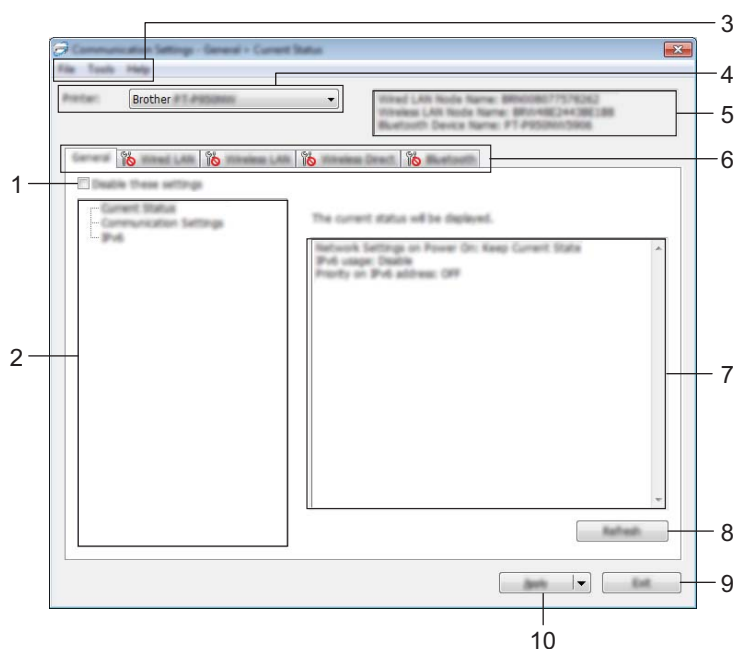 3
Communication Settings - General > Current Status
File Tools Help
4
Printer: Brother
Wired LAN Node Name:
Wireless LAN Node Name:
Bluetooth Device Name:
5
General Wired LAN Wireless LAN Wireless Direct Bluetooth
6
1
Disable these settings
Current Status
Communication Settings
IPv6
The current status will be displayed.
Network Settings on Power On: Keep Current State
IPv6 usage: Disable
Priority on IPv6 address: OFF
2
7
Refresh
8
Apply
Exit
9
10